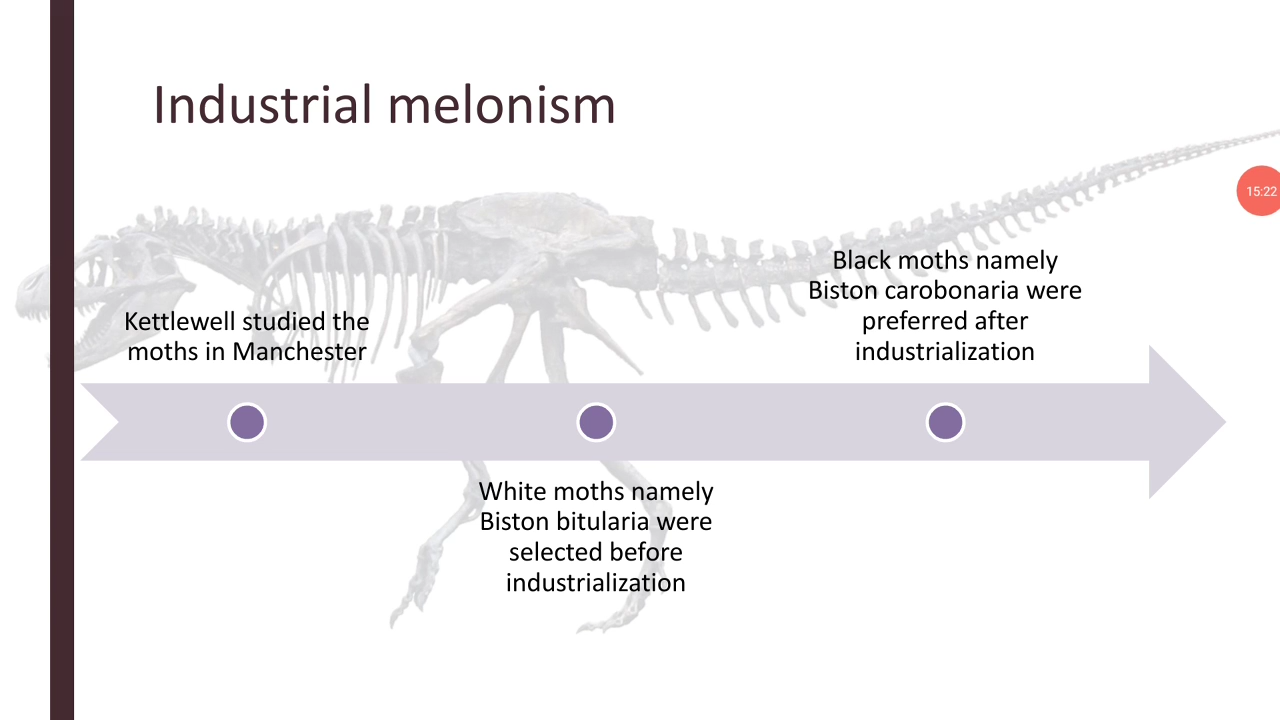 Industrial melonism
15:22
Kettlewell studied the
moths in Manchester
White moths namely
Biston bitularia were
selected before
industrialization
Black moths namely
Biston carobonaria were
preferred after
industrialization